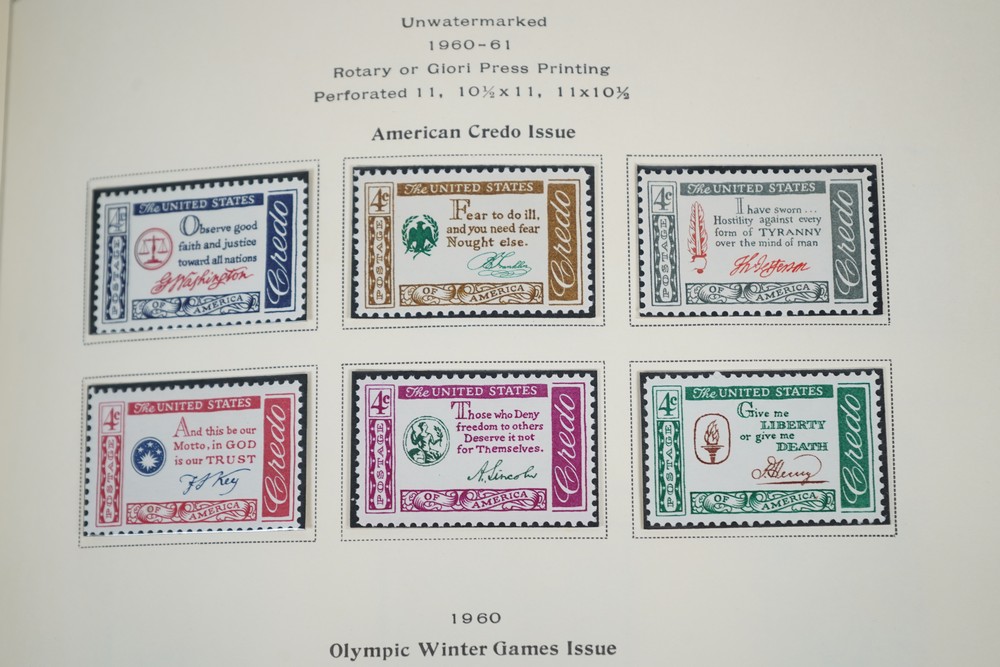 Unwatermarked
1960-61
Rotary or Giori Press Printing
Perforated 11, 10½x11, 11x10½
American Credo Issue
4c
The UNITED STATES
POSTAGE
Observe good
faith and justice
toward all nations
G Washington
OF AMERICA
Credo
4c
The UNITED STATES
POSTAGE
Fear to do ill,
and you need fear
Nought else.
B Franklin
OF AMERICA
Credo
4c
The UNITED STATES
POSTAGE
I have sworn ...
Hostility against every
form of TYRANNY
over the mind of man
Th Jefferson
OF AMERICA
Credo
4c
The UNITED STATES
POSTAGE
And this be our
Motto, in GOD
is our TRUST
F S Key
OF AMERICA
Credo
4c
The UNITED STATES
POSTAGE
Those who Deny
freedom to others
Deserve it not
for Themselves.
A. Lincoln
OF AMERICA
Credo
4c
The UNITED STATES
POSTAGE
Give me
LIBERTY
or give me
DEATH
P. Henry
OF AMERICA
Credo
1960
Olympic Winter Games Issue